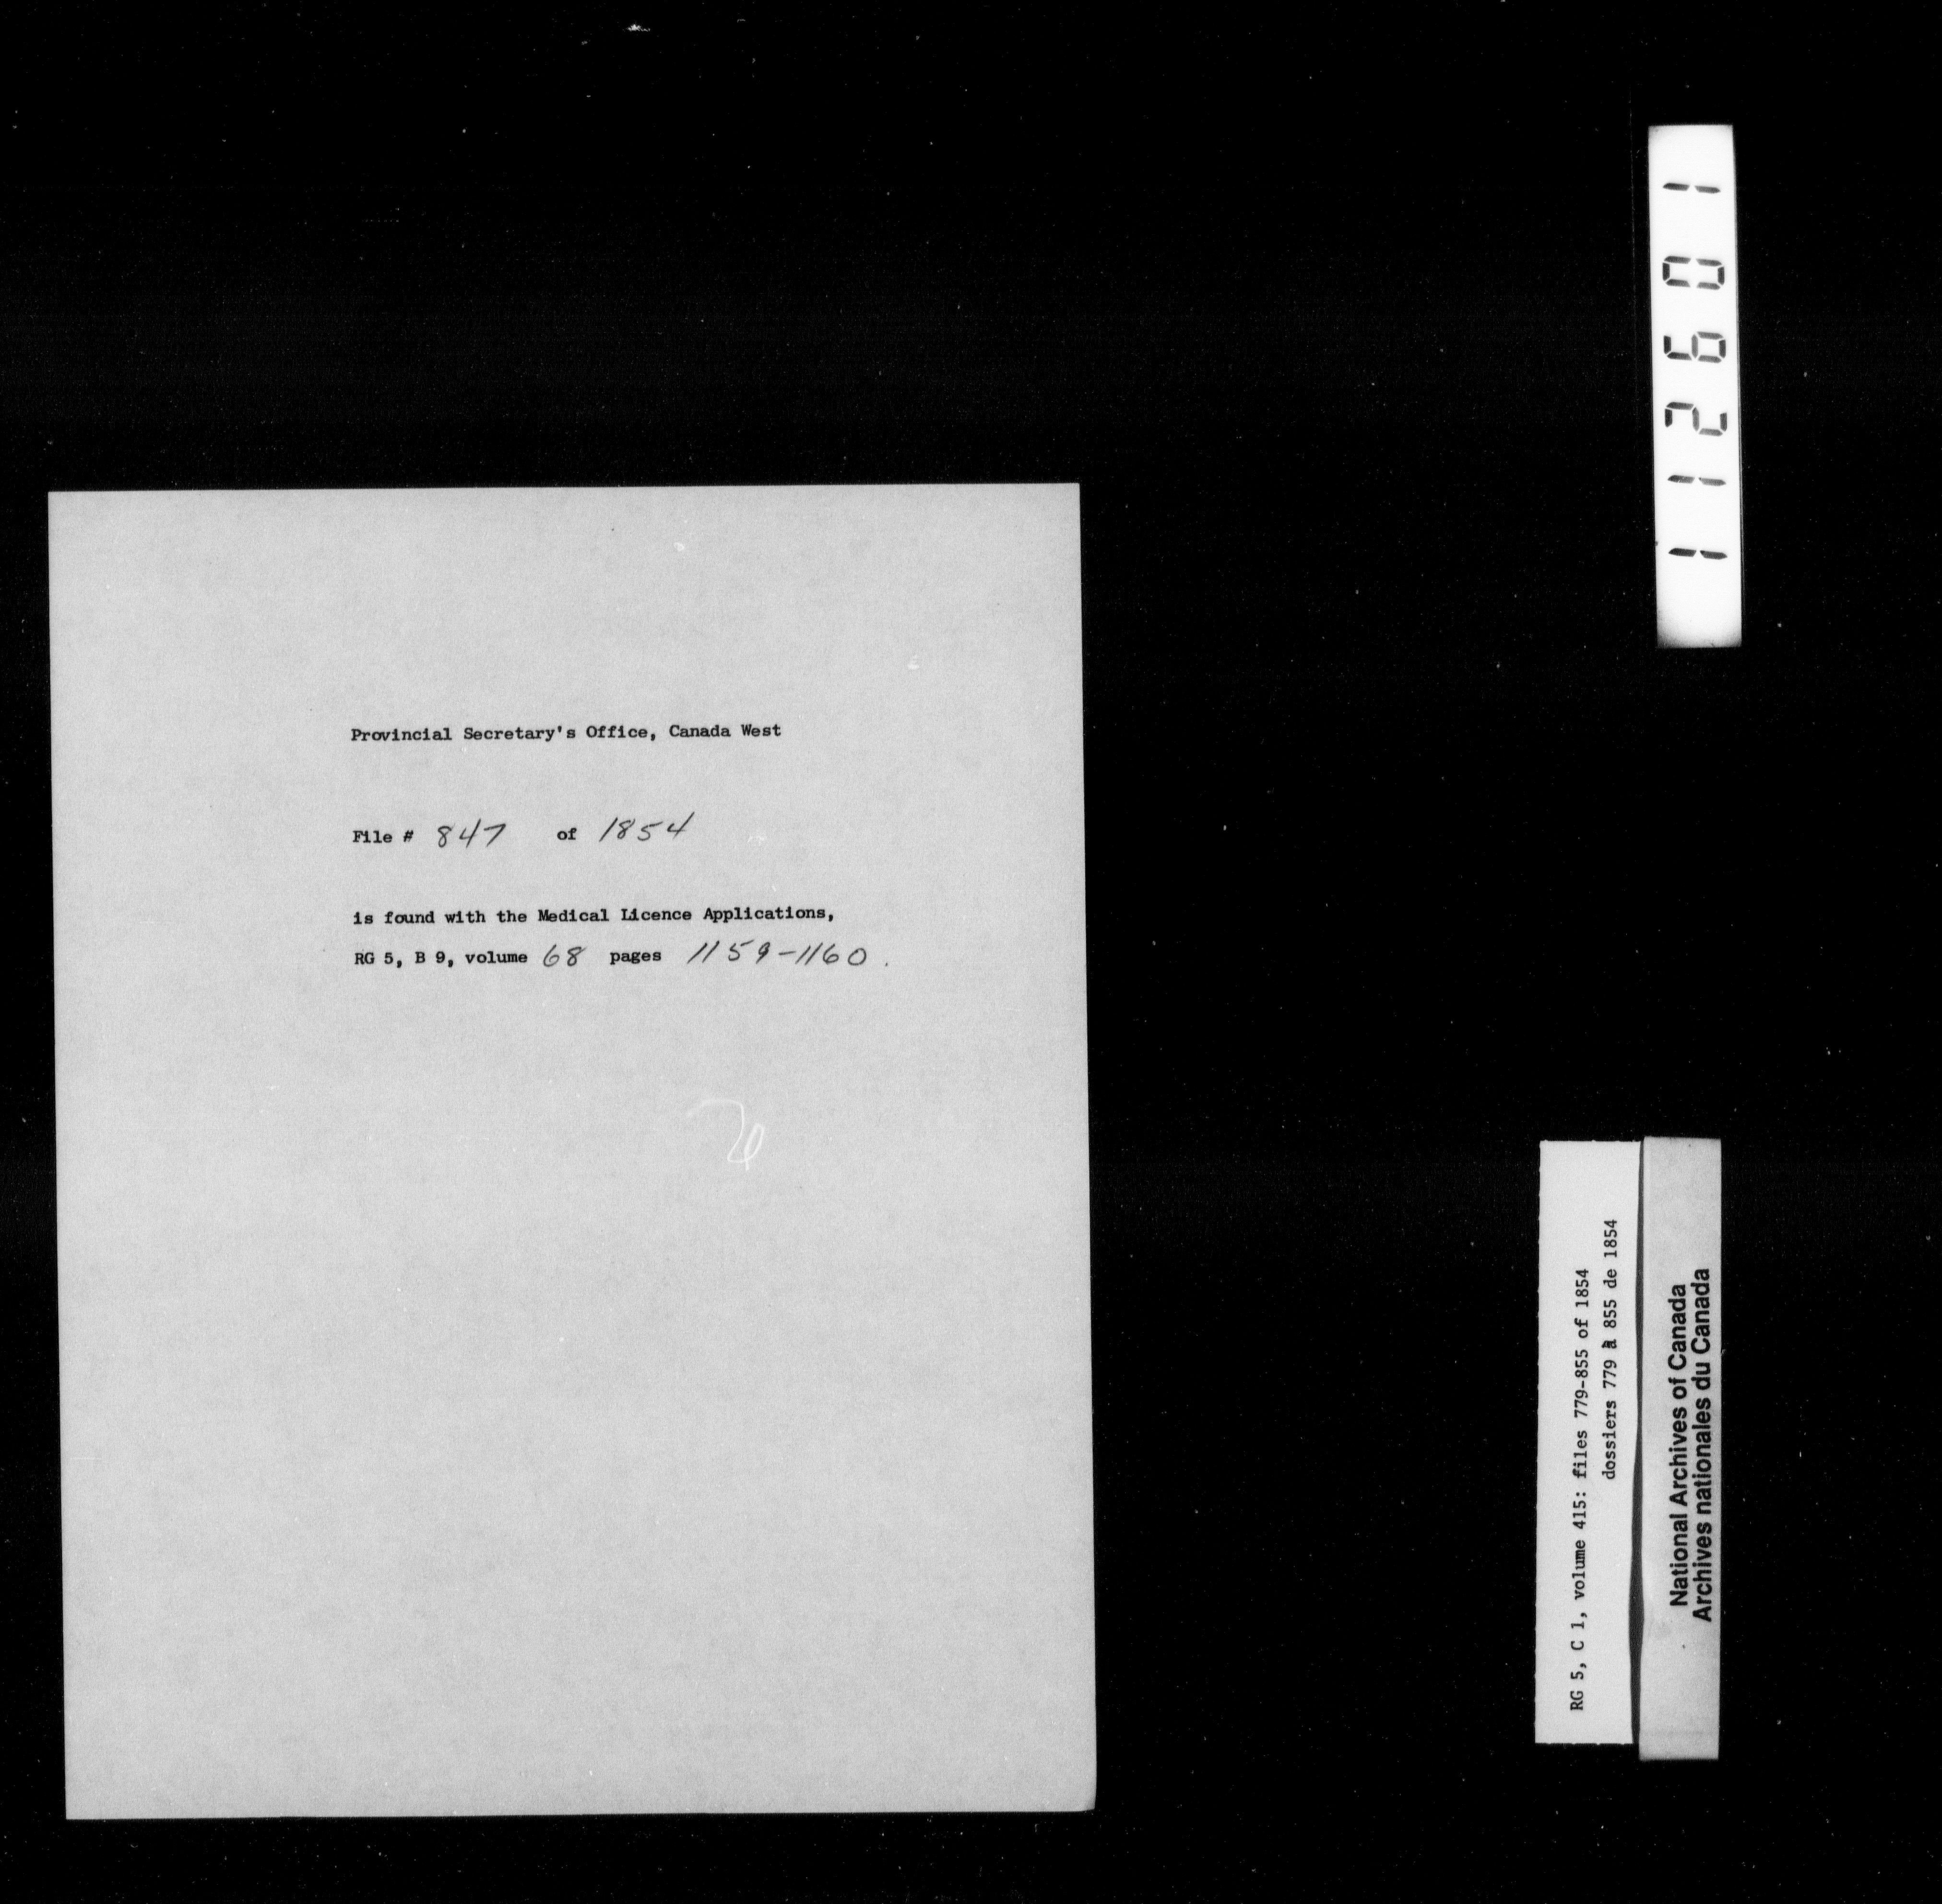 Provincial Secretary's Office, Canada West
File # 847 of 1854
is found with the Medical Licence Applications,
RG 5, B 9, volume 68 pages 1159-1160.
112601
RG 5, C 1, volume 415: files 779-855 of 1854
dossiers 779 à 855 de 1854
National Archives of Canada
Archives nationales du Canada